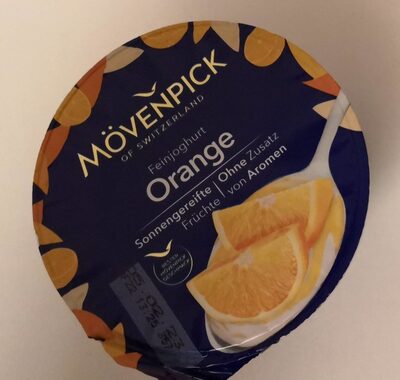 MÖVENPICK
OF SWITZERLAND
Feinjoghurt
Orange
Sonnengereifte
Früchte
Ohne Zusatz
von Aromen